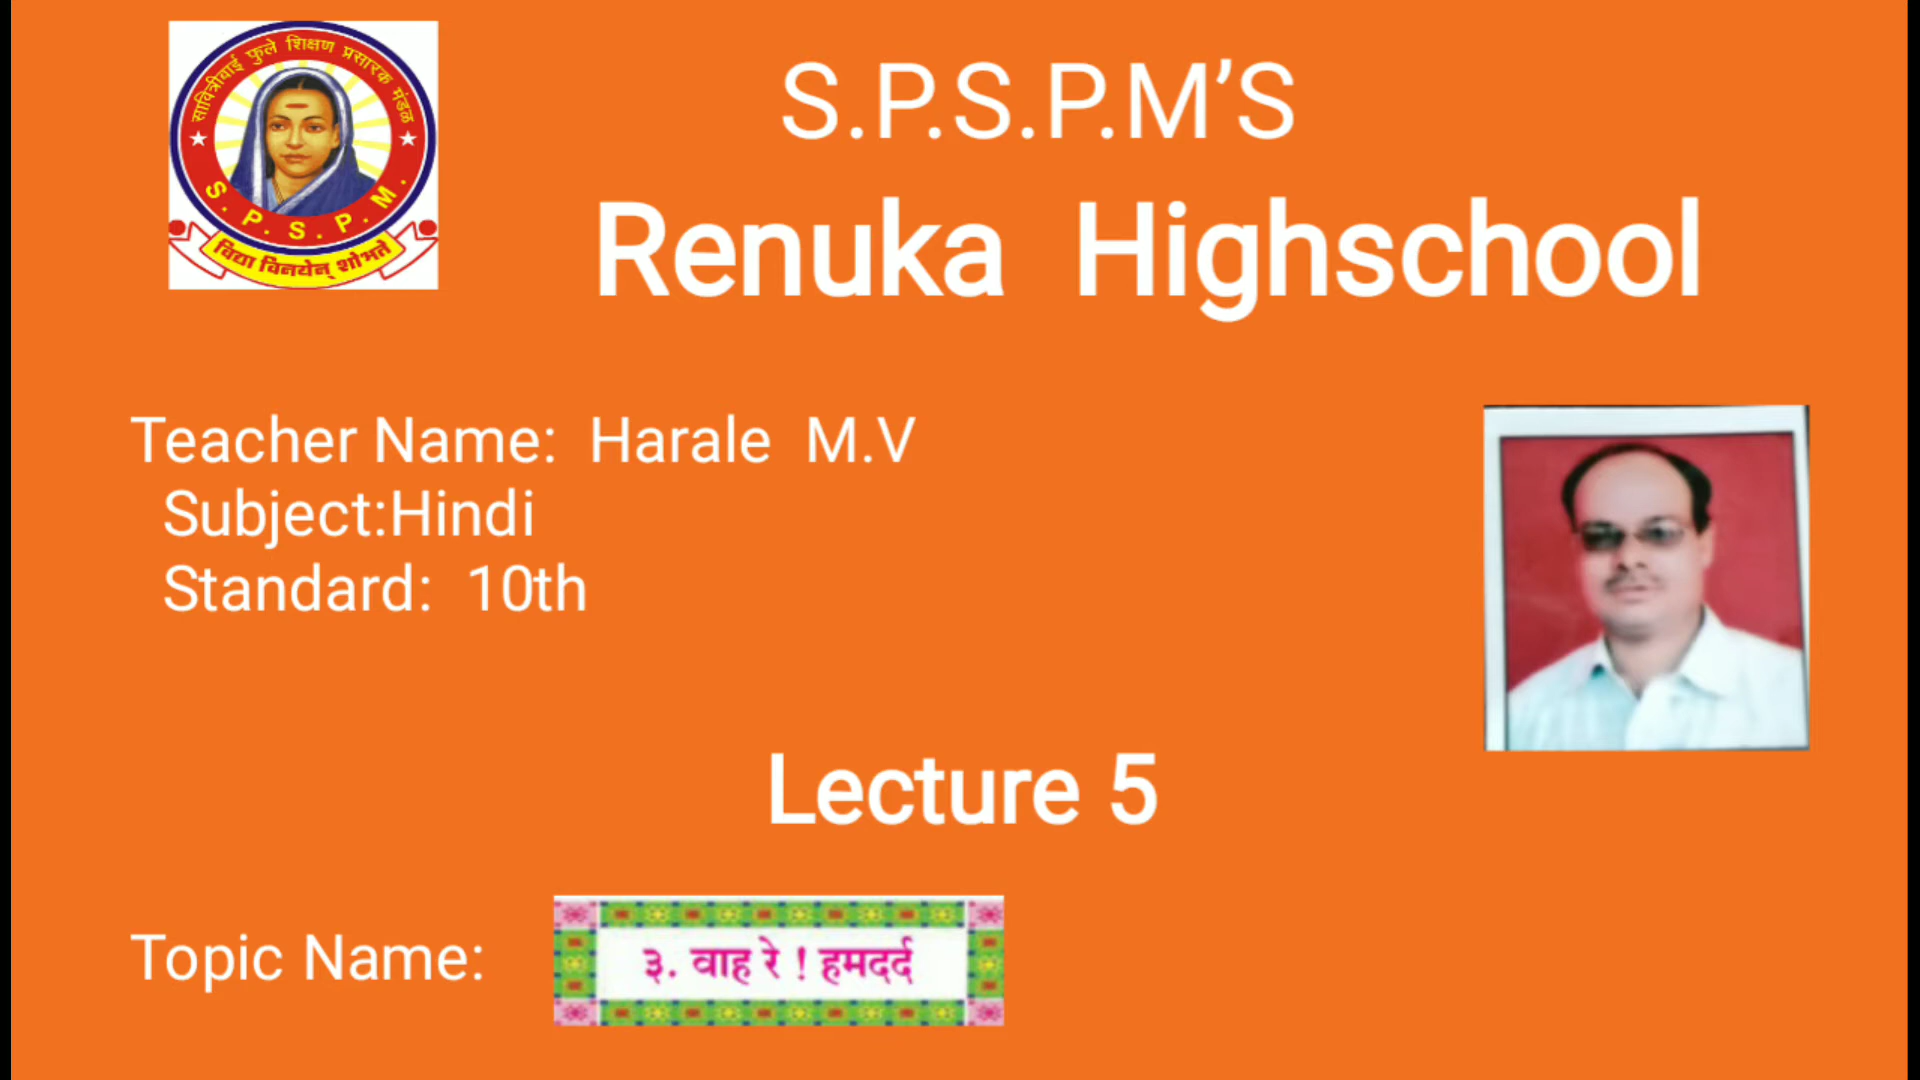 सावित्रीबाई फुले शिक्षण प्रसारक मंडळ
S. P. S. P. M.
विद्या विनयेन् शोभते
S.P.S.P.M’S
Renuka Highschool
Teacher Name: Harale M.V
Subject:Hindi
Standard: 10th
Lecture 5
Topic Name:
३. वाह रे ! हमदर्द